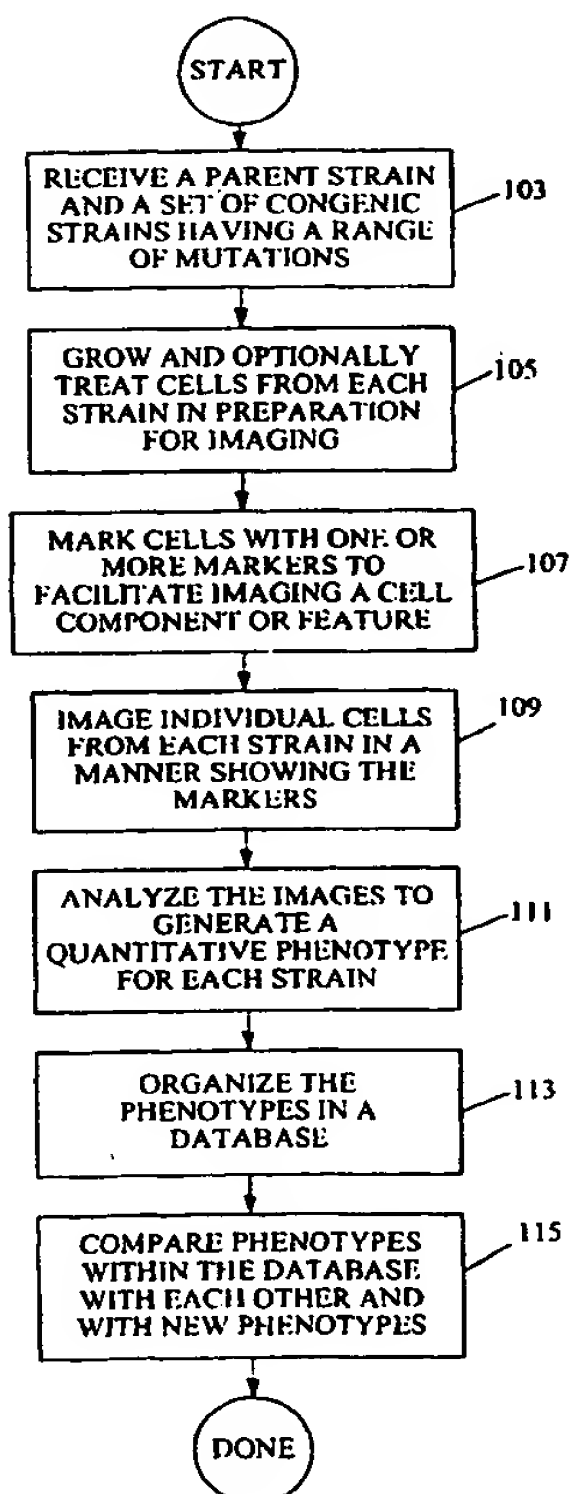 START
RECEIVE A PARENT STRAIN
AND A SET OF CONGENIC
STRAINS HAVING A RANGE
OF MUTATIONS
103
GROW AND OPTIONALLY
TREAT CELLS FROM EACH
STRAIN IN PREPARATION
FOR IMAGING
105
MARK CELLS WITH ONE OR
MORE MARKERS TO
FACILITATE IMAGING A CELL
COMPONENT OR FEATURE
107
IMAGE INDIVIDUAL CELLS
FROM EACH STRAIN IN A
MANNER SHOWING THE
MARKERS
109
ANALYZE THE IMAGES TO
GENERATE A
QUANTITATIVE PHENOTYPE
FOR EACH STRAIN
111
ORGANIZE THE
PHENOTYPES IN A
DATABASE
113
COMPARE PHENOTYPES
WITHIN THE DATABASE
WITH EACH OTHER AND
WITH NEW PHENOTYPES
115
DONE